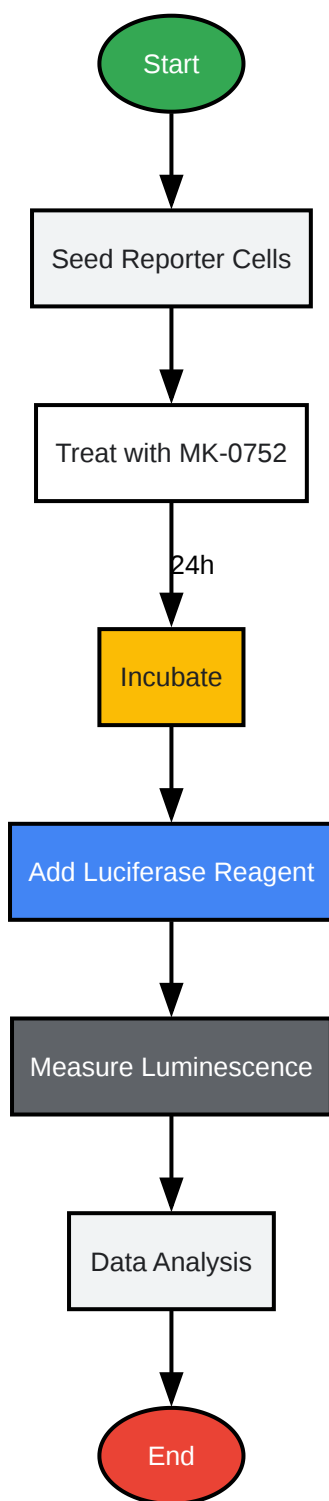 Start
Seed Reporter Cells
Treat with MK-0752
24h
Incubate
Add Luciferase Reagent
Measure Luminescence
Data Analysis
End